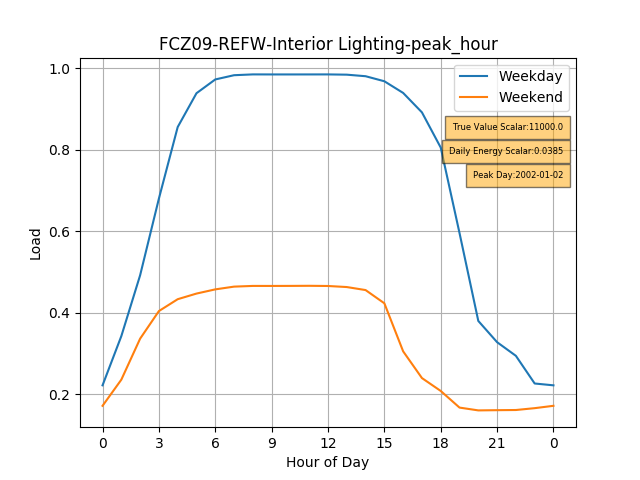 FCZ09-REFW-Interior Lighting-peak_hour
1.0
0.8
0.6
0.4
0.2
Load
Weekday
Weekend
True Value Scalar:11000.0
Daily Energy Scalar:0.0385
Peak Day:2002-01-02
0 3 6 9 12 15 18 21 0
Hour of Day